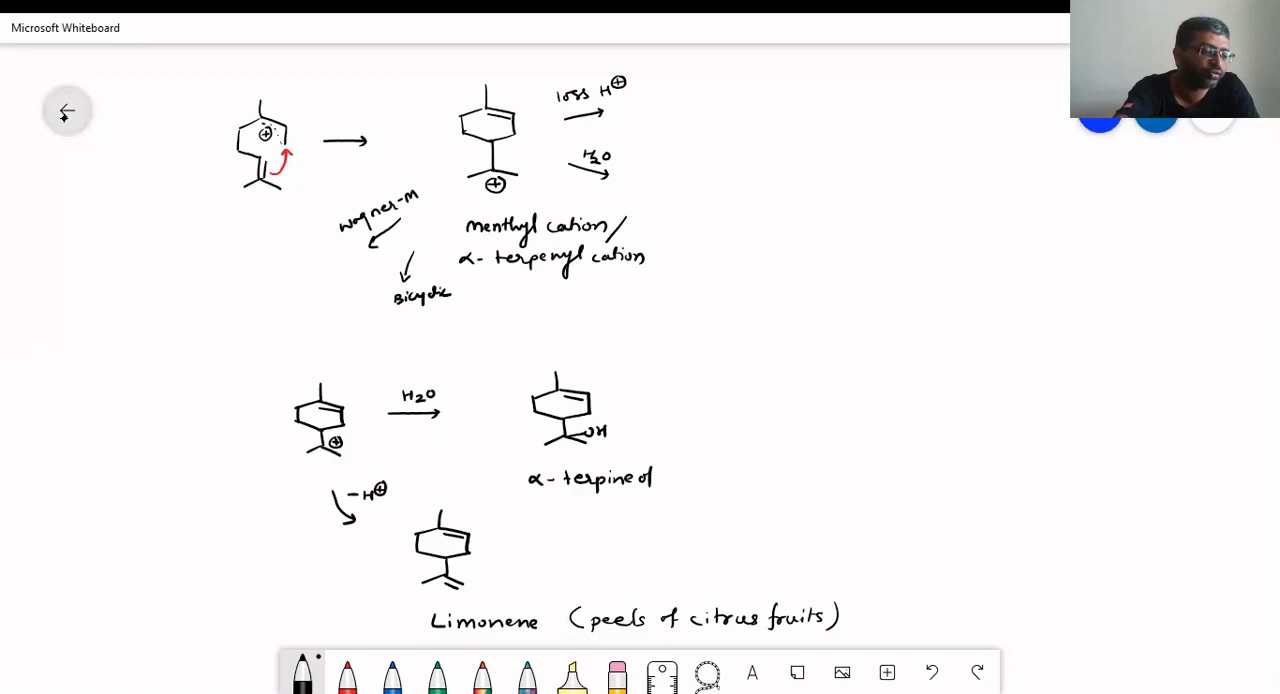 Microsoft Whiteboard
loss H⊕
H2O
Wagner-M
menthyl cation/
α-terpenyl cation
Bicyclic
H2O
OH
α-terpineol
-H⊕
Limonene (peels of citrus fruits)
A